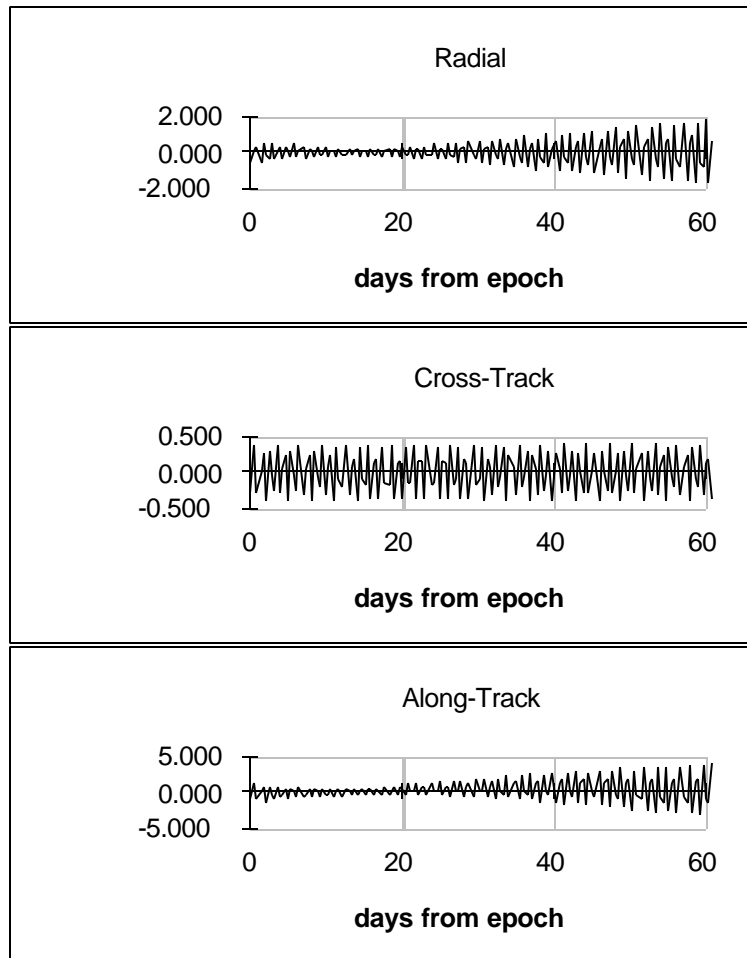 Radial
2.000
0.000
-2.000
0 20 40 60
days from epoch
Cross-Track
0.500
0.000
-0.500
0 20 40 60
days from epoch
Along-Track
5.000
0.000
-5.000
0 20 40 60
days from epoch